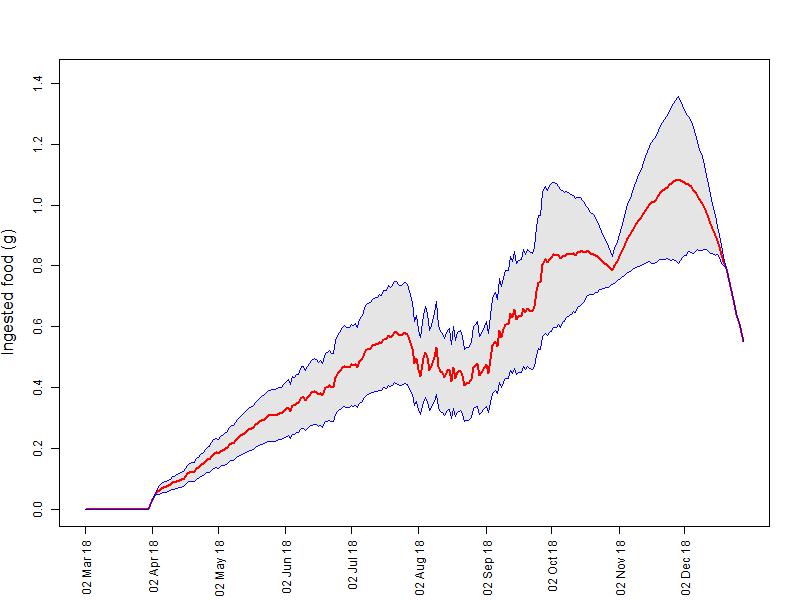 Ingested food (g)
1.4
1.2
1.0
0.8
0.6
0.4
0.2
0.0
02 Mar 18
02 Apr 18
02 May 18
02 Jun 18
02 Jul 18
02 Aug 18
02 Sep 18
02 Oct 18
02 Nov 18
02 Dec 18